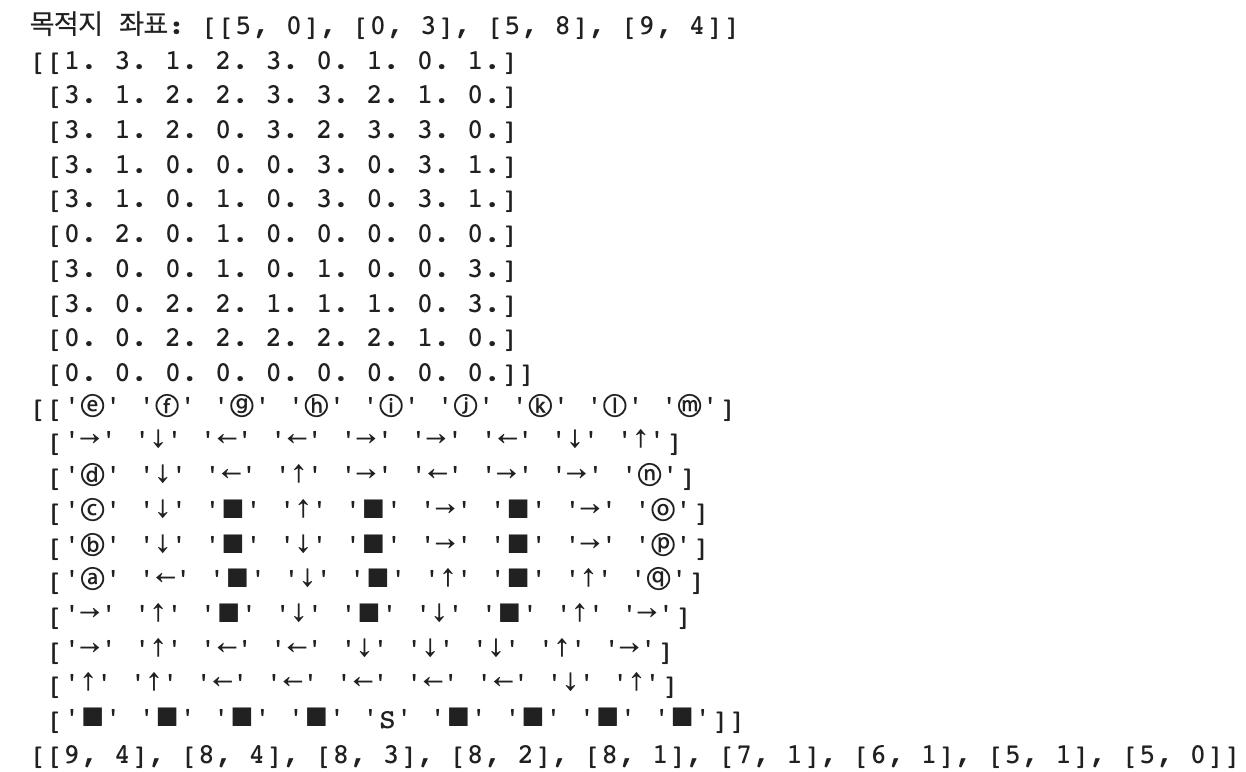 목적지 좌표: [[5, 0], [0, 3], [5, 8], [9, 4]]
[[1. 3. 1. 2. 3. 0. 1. 0. 1.]
[3. 1. 2. 2. 3. 3. 2. 1. 0.]
[3. 1. 2. 0. 3. 2. 3. 3. 0.]
[3. 1. 0. 0. 0. 3. 0. 3. 1.]
[3. 1. 0. 1. 0. 3. 0. 3. 1.]
[0. 2. 0. 1. 0. 0. 0. 0. 0.]
[3. 0. 0. 1. 0. 1. 0. 0. 3.]
[3. 0. 2. 2. 1. 1. 1. 0. 3.]
[0. 0. 2. 2. 2. 2. 2. 1. 0.]
[0. 0. 0. 0. 0. 0. 0. 0. 0.]]
[['ⓔ' 'ⓕ' 'ⓖ' 'ⓗ' 'ⓘ' 'ⓙ' 'ⓚ' 'ⓛ' 'ⓜ']
['→' '↓' '←' '←' '→' '→' '←' '↓' '↑']
['ⓓ' '↓' '←' '↑' '→' '←' '→' '→' 'ⓝ']
['ⓒ' '↓' '■' '↑' '■' '→' '■' '→' 'ⓞ']
['ⓑ' '↓' '■' '↓' '■' '→' '■' '→' 'ⓟ']
['ⓐ' '←' '■' '↓' '■' '↑' '■' '↑' 'ⓠ']
['→' '↑' '■' '↓' '■' '↓' '■' '↑' '→']
['→' '↑' '←' '←' '↓' '↓' '↓' '↑' '→']
['↑' '↑' '←' '←' '←' '←' '←' '↓' '↑']
['■' '■' '■' '■' 'S' '■' '■' '■' '■']]
[[9, 4], [8, 4], [8, 3], [8, 2], [8, 1], [7, 1], [6, 1], [5, 1], [5, 0]]